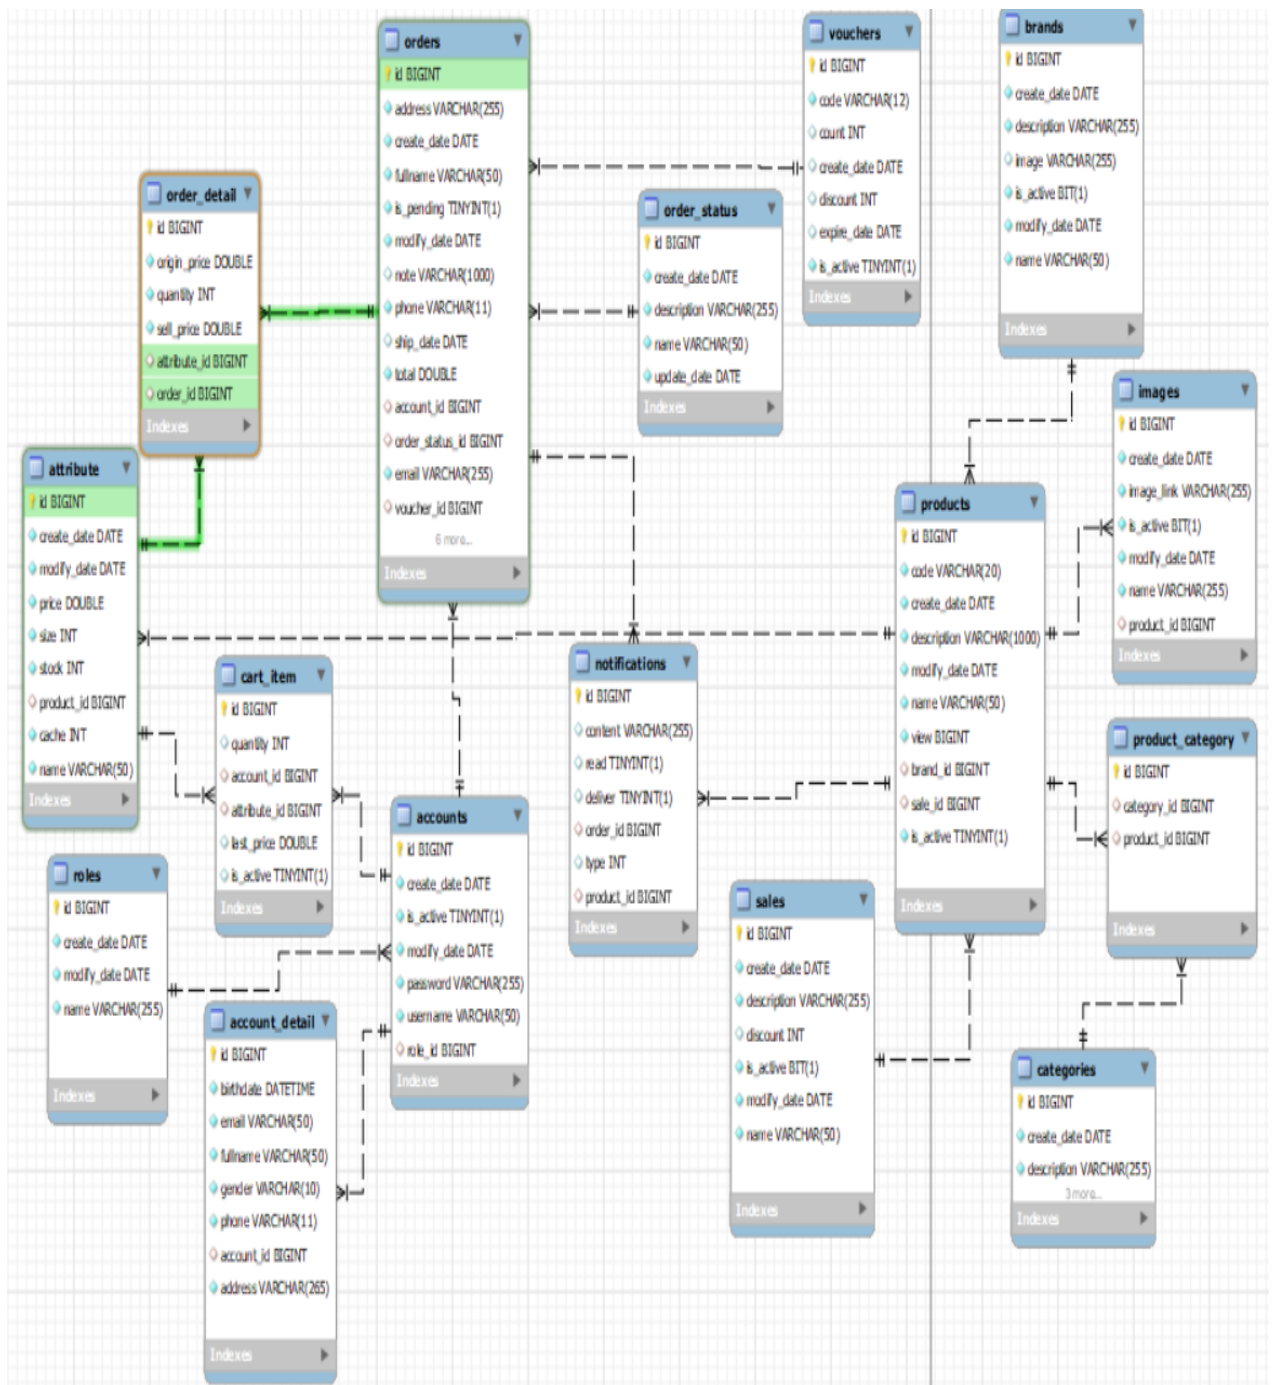 orders
id BIGINT
address VARCHAR(255)
create_date DATE
fullname VARCHAR(50)
is_pending TINYINT(1)
modify_date DATE
note VARCHAR(1000)
phone VARCHAR(11)
ship_date DATE
total DOUBLE
account_id BIGINT
order_status_id BIGINT
email VARCHAR(255)
voucher_id BIGINT
6 more...
Indexes
vouchers
id BIGINT
code VARCHAR(12)
count INT
create_date DATE
discount INT
expire_date DATE
is_active TINYINT(1)
Indexes
brands
id BIGINT
create_date DATE
description VARCHAR(255)
image VARCHAR(255)
is_active BIT(1)
modify_date DATE
name VARCHAR(50)
Indexes
order_detail
id BIGINT
origin_price DOUBLE
quantity INT
sell_price DOUBLE
attribute_id BIGINT
order_id BIGINT
Indexes
order_status
id BIGINT
create_date DATE
description VARCHAR(255)
name VARCHAR(50)
update_date DATE
Indexes
images
id BIGINT
create_date DATE
image_link VARCHAR(255)
is_active BIT(1)
modify_date DATE
name VARCHAR(255)
product_id BIGINT
Indexes
attribute
id BIGINT
create_date DATE
modify_date DATE
price DOUBLE
size INT
stock INT
product_id BIGINT
cache INT
name VARCHAR(50)
Indexes
products
id BIGINT
code VARCHAR(20)
create_date DATE
description VARCHAR(1000)
modify_date DATE
name VARCHAR(50)
view BIGINT
brand_id BIGINT
sale_id BIGINT
is_active TINYINT(1)
Indexes
cart_item
id BIGINT
quantity INT
account_id BIGINT
attribute_id BIGINT
last_price DOUBLE
is_active TINYINT(1)
Indexes
notifications
id BIGINT
content VARCHAR(255)
read TINYINT(1)
deliver TINYINT(1)
order_id BIGINT
type INT
product_id BIGINT
Indexes
product_category
id BIGINT
category_id BIGINT
product_id BIGINT
Indexes
accounts
id BIGINT
create_date DATE
is_active TINYINT(1)
modify_date DATE
password VARCHAR(255)
username VARCHAR(50)
role_id BIGINT
Indexes
roles
id BIGINT
create_date DATE
modify_date DATE
name VARCHAR(255)
Indexes
sales
id BIGINT
create_date DATE
description VARCHAR(255)
discount INT
is_active BIT(1)
modify_date DATE
name VARCHAR(50)
Indexes
account_detail
id BIGINT
birthdate DATETIME
email VARCHAR(50)
fullname VARCHAR(50)
gender VARCHAR(10)
phone VARCHAR(11)
account_id BIGINT
address VARCHAR(265)
Indexes
categories
id BIGINT
create_date DATE
description VARCHAR(255)
3 more...
Indexes